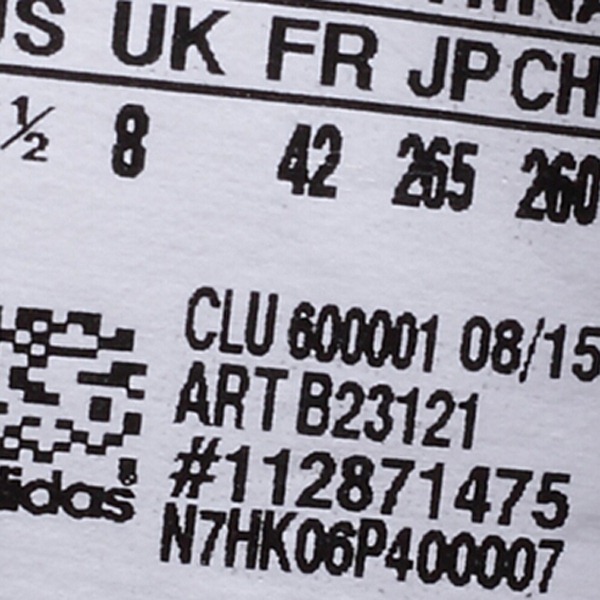 US UK FR JP CH
½ 8 42 265 260
CLU 600001 08/15
ART B23121
#112871475
adidas
N7HK06P400007